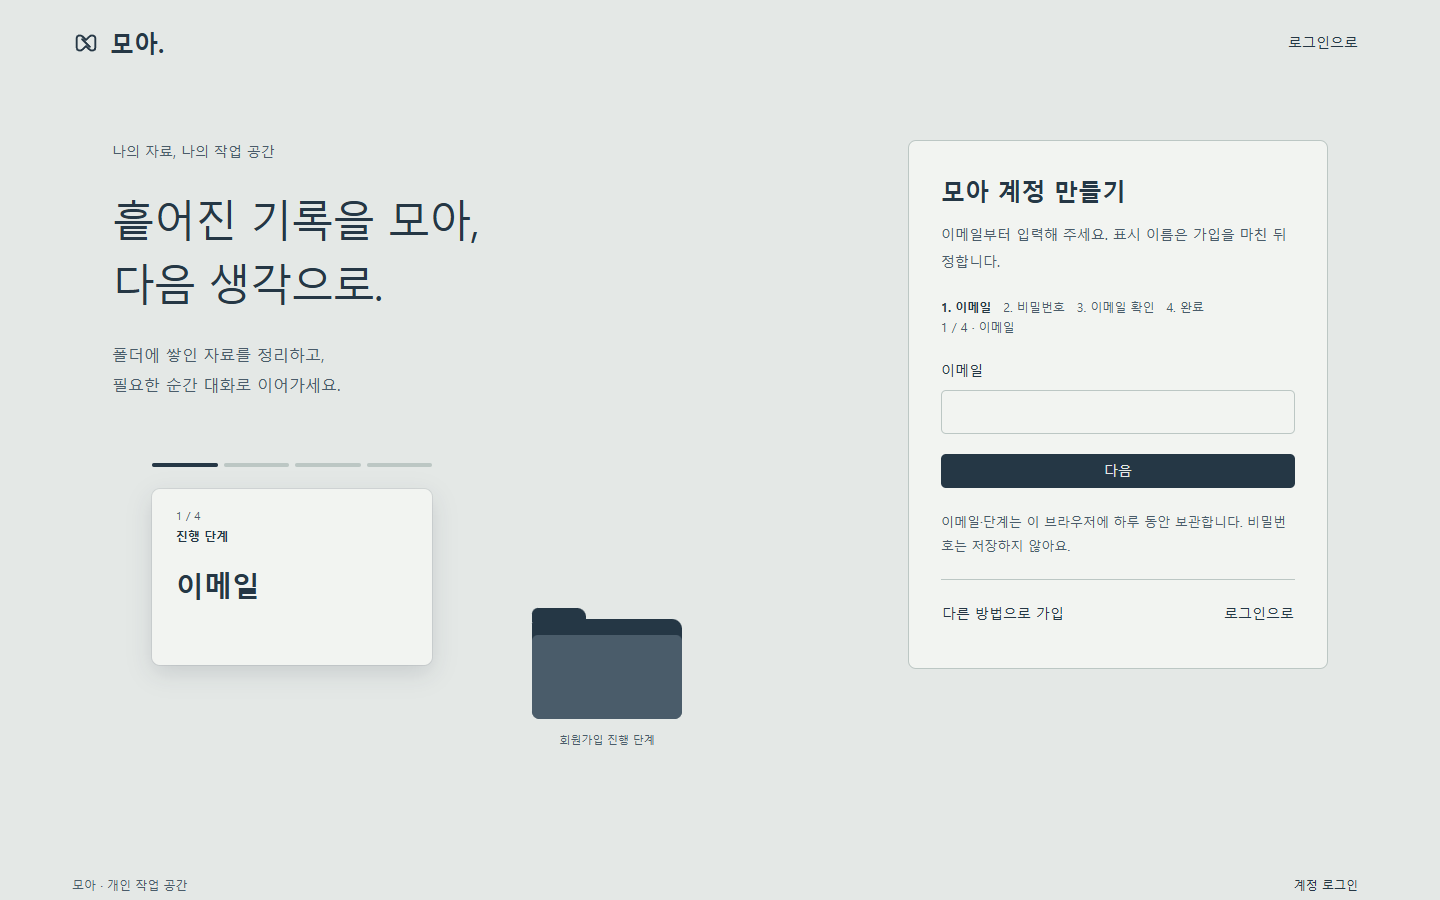 모아.
로그인으로
나의 자료, 나의 작업 공간
흩어진 기록을 모아,
다음 생각으로.
폴더에 쌓인 자료를 정리하고,
필요한 순간 대화로 이어가세요.
1 / 4
진행 단계
이메일
회원가입 진행 단계
모아 계정 만들기
이메일부터 입력해 주세요. 표시 이름은 가입을 마친 뒤
정합니다.
1. 이메일 2. 비밀번호 3. 이메일 확인 4. 완료
1 / 4 · 이메일
이메일
다음
이메일·단계는 이 브라우저에 하루 동안 보관합니다. 비밀번
호는 저장하지 않아요.
다른 방법으로 가입 로그인으로
모아 · 개인 작업 공간
계정 로그인